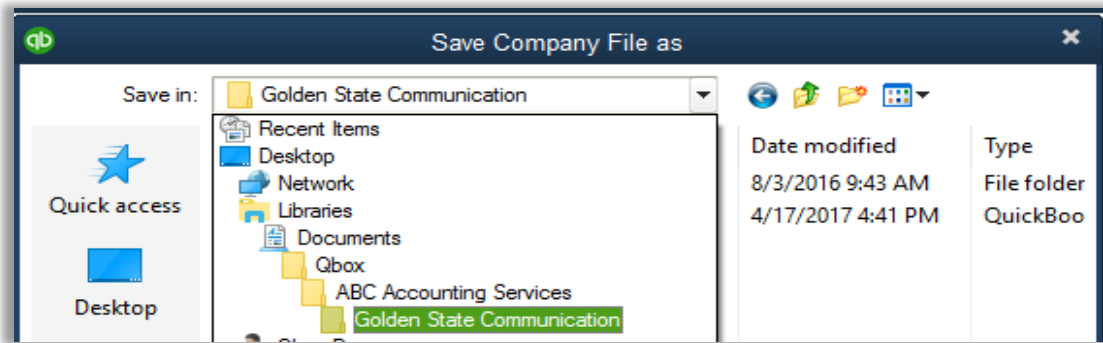 qb
Save Company File as
Save in:
Golden State Communication
Recent Items
Desktop
Network
Libraries
Documents
Qbox
ABC Accounting Services
Golden State Communication
Quick access
Desktop
Date modified
Type
8/3/2016 9:43 AM
File folder
4/17/2017 4:41 PM
QuickBoo